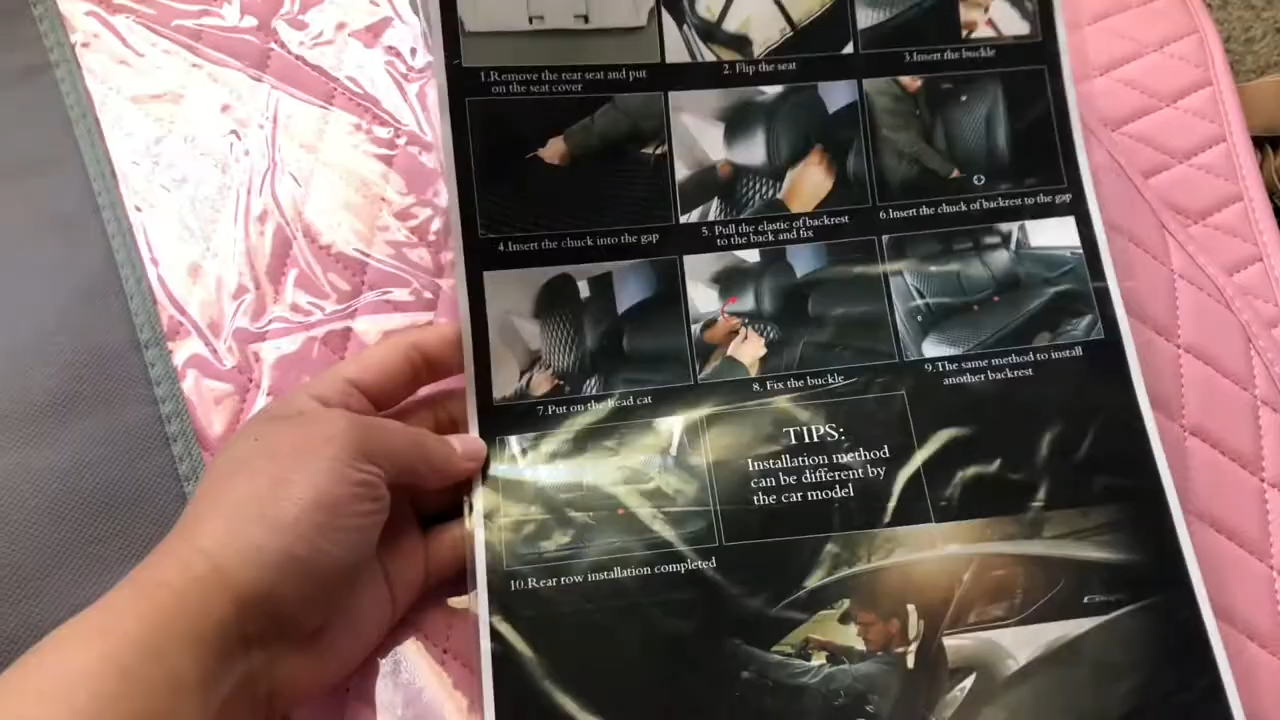 1.Remove the rear seat and put
on the seat cover
2. Flip the seat
3.Insert the buckle
4.Insert the chuck into the gap
5. Pull the elastic of backrest
to the back and fix
6.Insert the chuck of backrest to the gap
7.Put on the head cat
8. Fix the buckle
9.The same method to install
another backrest
TIPS:
Installation method
can be different by
the car model
10.Rear row installation completed